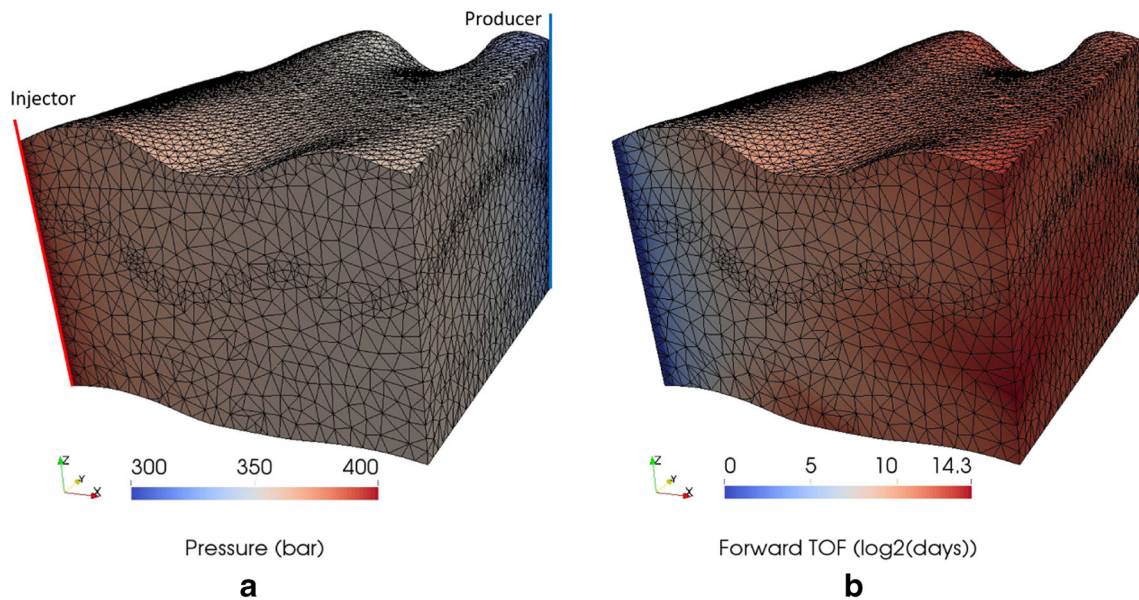 Producer
Injector
Z
Y
X
300 350 400
Pressure (bar)
a
Z
Y
X
0 5 10 14.3
Forward TOF (log2(days))
b